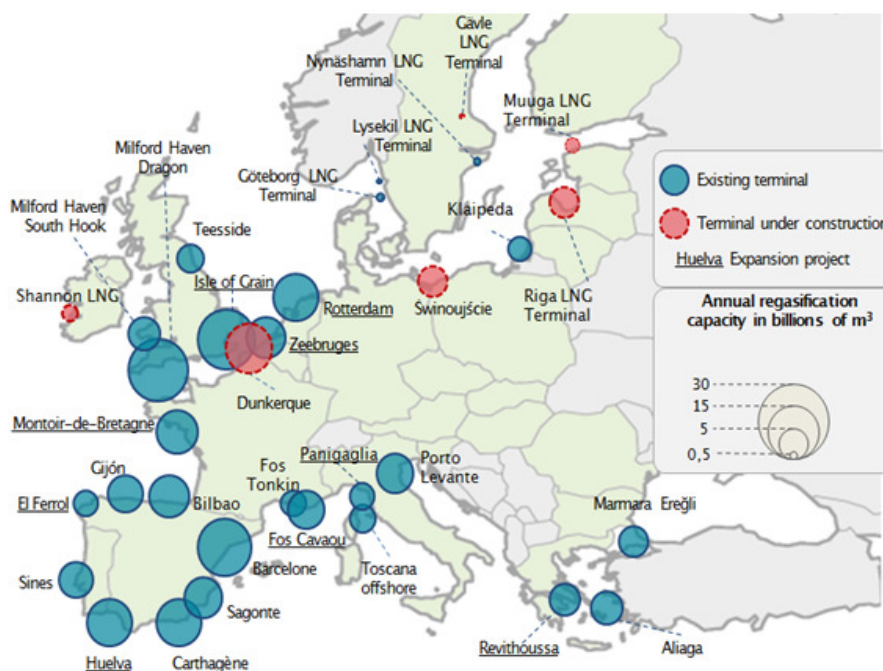 Gävle
LNG
Terminal
Nynäshamn LNG
Terminal
Muuga LNG
Terminal
Lysekil LNG
Terminal
Milford Haven
Dragon
Göteborg LNG
Terminal
Milford Haven
South Hook
Teesside
Klaipeda
Isle of Grain
Shannon LNG
Rotterdam
Świnoujście
Riga LNG
Terminal
Zeebruges
Dunkerque
Montoir-de-Bretagne
Panigaglia
Gijón
Fos
Tonkin
Porto
Levante
El Ferrol
Bilbao
Marmara Ereğli
Fos Cavaou
Barcelone
Toscana
offshore
Sines
Sagonte
Huelva
Carthagène
Revithoussa
Aliaga
Existing terminal
Terminal under construction
Huelva Expansion project
Annual regasification
capacity in billions of m³
30
15
5
0,5